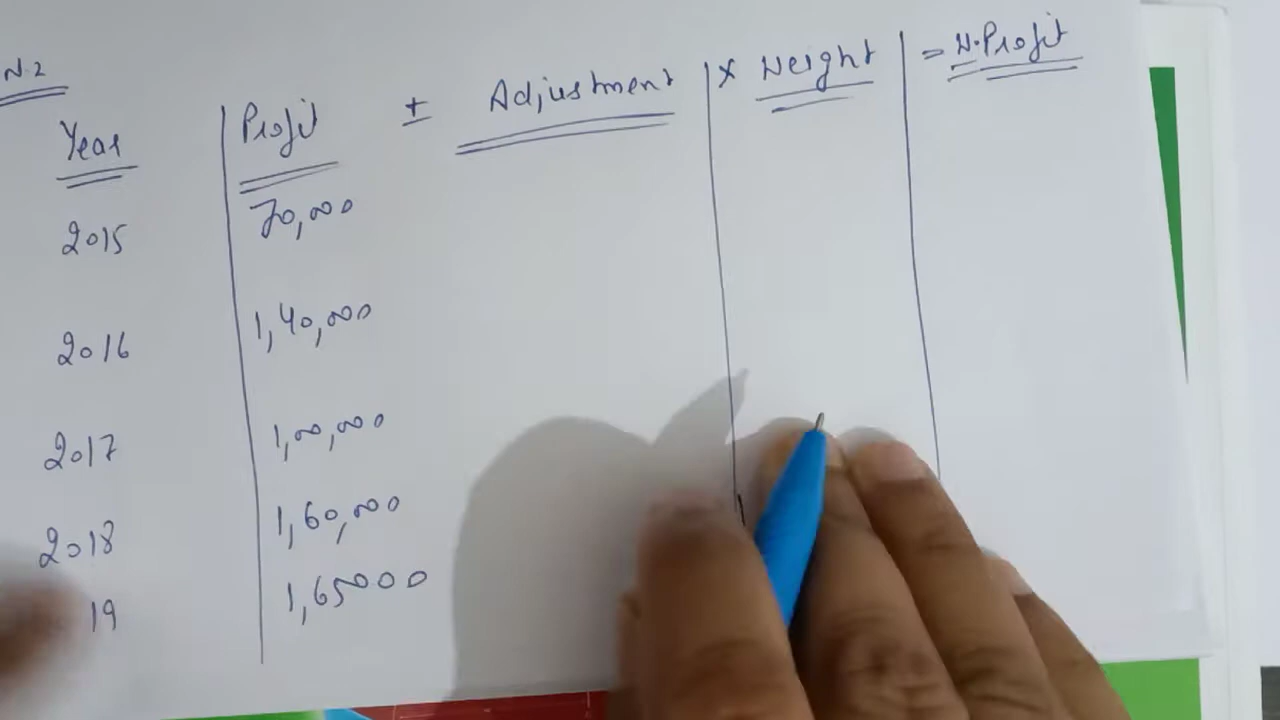 N.2
Year Profit ± Adjustment × Weight = N.Profit
2015 70,000
2016 1,40,000
2017 1,00,000
2018 1,60,000
19 1,65000